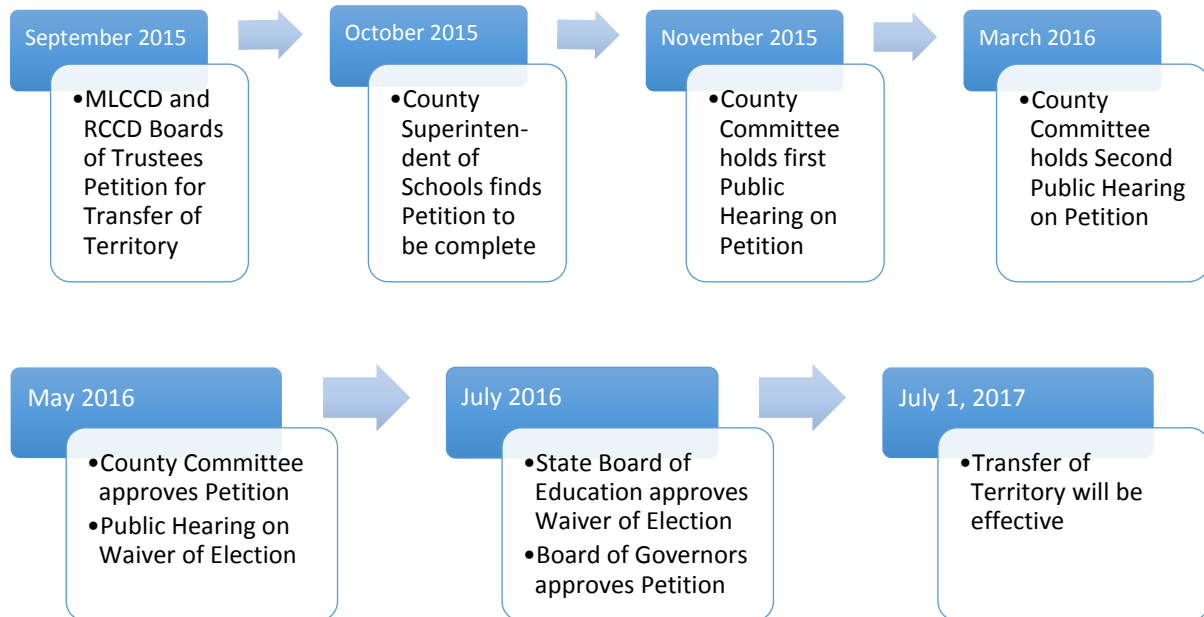 September 2015
•MLCCD and
RCCD Boards
of Trustees
Petition for
Transfer of
Territory
October 2015
•County
Superinten-
dent of
Schools finds
Petition to
be complete
November 2015
•County
Committee
holds first
Public
Hearing on
Petition
March 2016
•County
Committee
holds Second
Public Hearing
on Petition
May 2016
•County Committee
approves Petition
•Public Hearing on
Waiver of Election
July 2016
•State Board of
Education approves
Waiver of Election
•Board of Governors
approves Petition
July 1, 2017
•Transfer of
Territory will be
effective